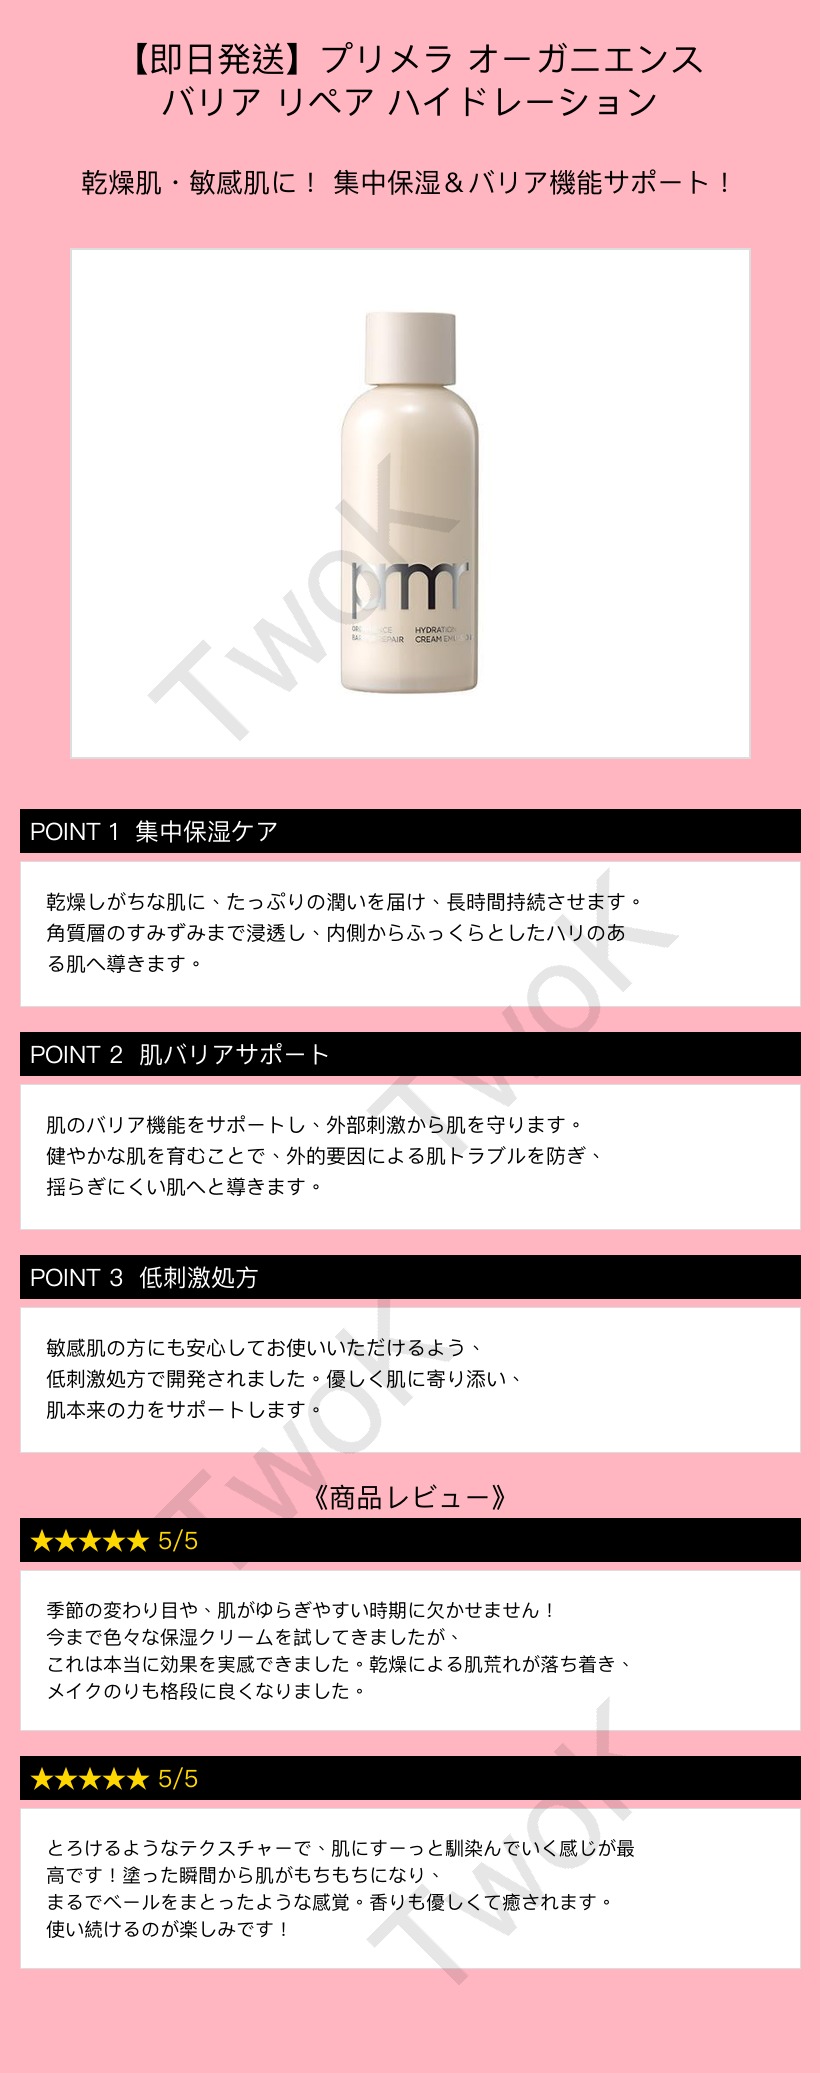 【即日発送】プリメラ オーガニエンス
バリア リペア ハイドレーション
乾燥肌・敏感肌に！ 集中保湿＆バリア機能サポート！
prmr
HYDRATION
CREAM
TwoK
POINT 1 集中保湿ケア
乾燥しがちな肌に、たっぷりの潤いを届け、長時間持続させます。
角質層のすみずみまで浸透し、内側からふっくらとしたハリのあ
る肌へ導きます。
TwoK
POINT 2 肌バリアサポート
肌のバリア機能をサポートし、外部刺激から肌を守ります。
健やかな肌を育むことで、外的要因による肌トラブルを防ぎ、
揺らぎにくい肌へと導きます。
POINT 3 低刺激処方
敏感肌の方にも安心してお使いいただけるよう、
低刺激処方で開発されました。優しく肌に寄り添い、
肌本来の力をサポートします。
TwoK
《商品レビュー》
★★★★★ 5/5
季節の変わり目や、肌がゆらぎやすい時期に欠かせません！
今まで色々な保湿クリームを試してきましたが、
これは本当に効果を実感できました。乾燥による肌荒れが落ち着き、
メイクのりも格段に良くなりました。
★★★★★ 5/5
とろけるようなテクスチャーで、肌にすーっと馴染んでいく感じが最
高です！塗った瞬間から肌がもちもちになり、
まるでベールをまとったような感覚。香りも優しくて癒されます。
使い続けるのが楽しみです！
TwoK